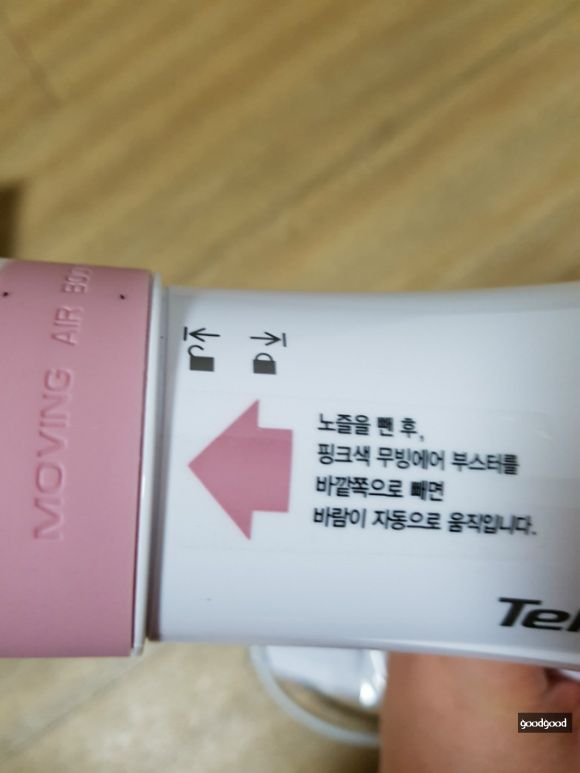 MOVING AIR BOO
노즐을 뺀 후,
핑크색 무빙에어 부스터를
바깥쪽으로 빼면
바람이 자동으로 움직입니다.
Te
goodgood